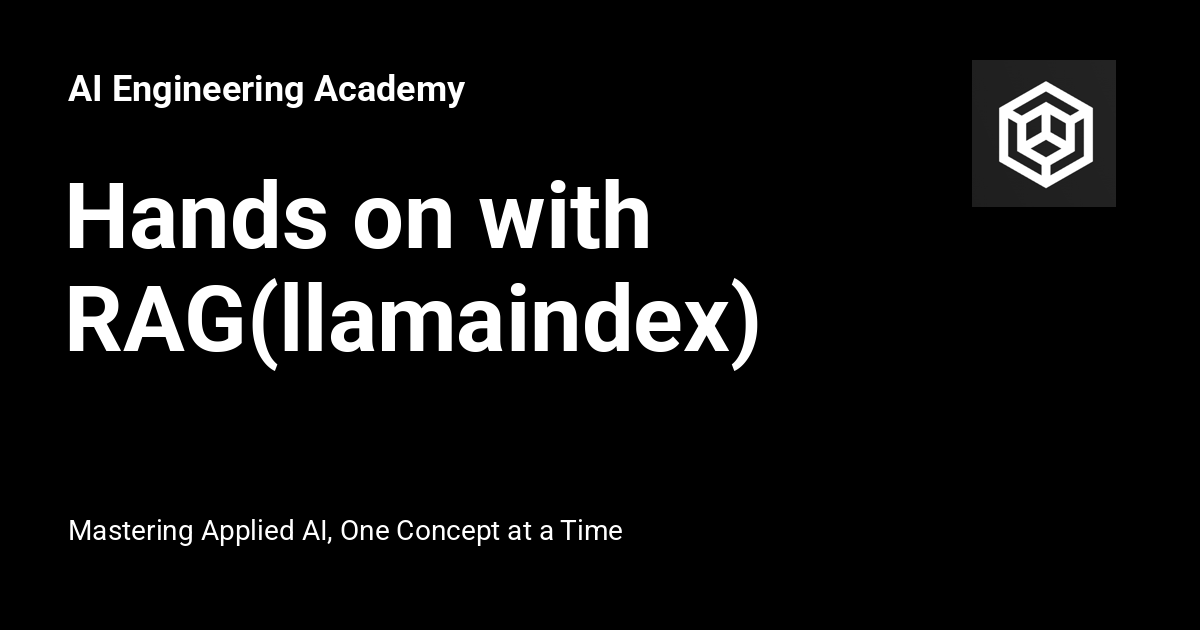 AI Engineering Academy
Hands on with
RAG(llamaindex)
Mastering Applied AI, One Concept at a Time